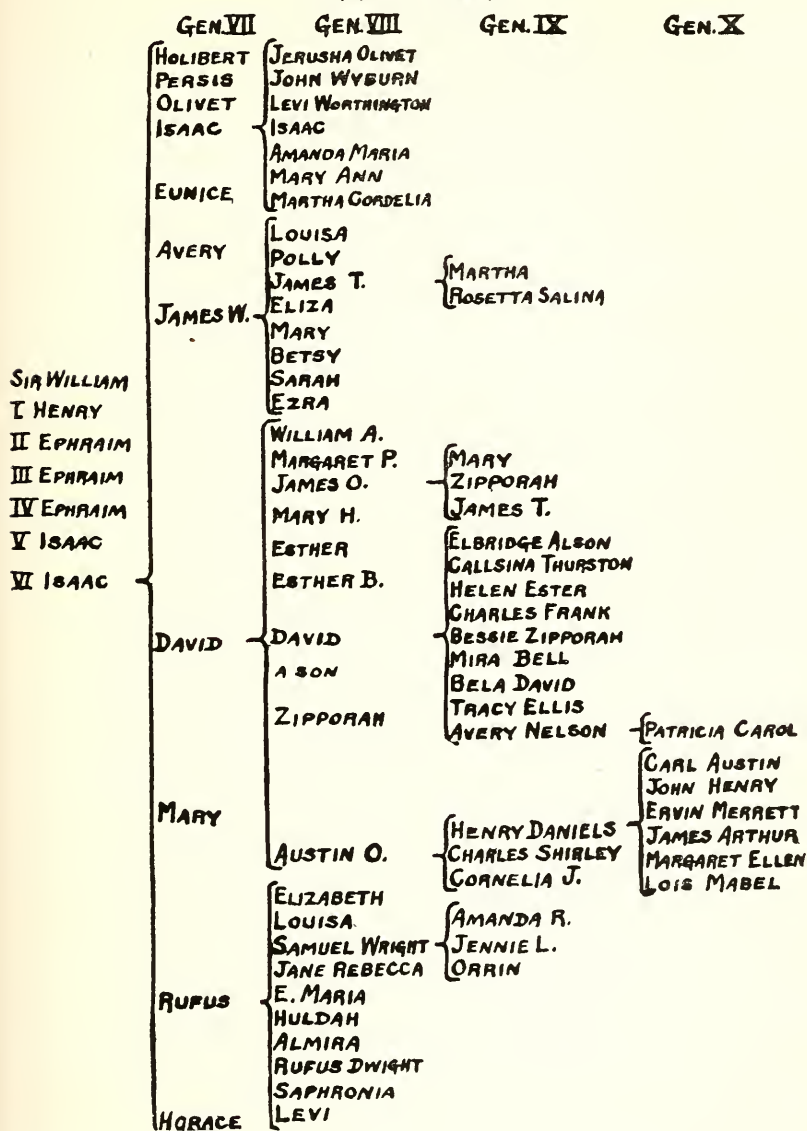 GEN. VII GEN. VIII GEN. IX GEN. X
SIR WILLIAM
I HENRY
II EPHRAIM
III EPHRAIM
IV EPHRAIM
V ISAAC
VI ISAAC
HOLIBERT
PERSIS
OLIVET
ISAAC
EUNICE
AVERY
JAMES W.
DAVID
MARY
RUFUS
HORACE
JERUSHA OLIVET
JOHN WYBURN
LEVI WORTHINGTON
ISAAC
AMANDA MARIA
MARY ANN
MARTHA CORDELIA
LOUISA
POLLY
JAMES T.
ELIZA
MARY
BETSY
SARAH
EZRA
WILLIAM A.
MARGARET P.
JAMES O.
MARY H.
ESTHER
ESTHER B.
DAVID
A SON
ZIPPORAH
AUSTIN O.
ELIZABETH
LOUISA
SAMUEL WRIGHT
JANE REBECCA
E. MARIA
HULDAH
ALMIRA
RUFUS DWIGHT
SAPHRONIA
LEVI
MARTHA
ROSETTA SALINA
MARY
ZIPPORAH
JAMES T.
ELBRIDGE ALSON
CALLSINA THURSTON
HELEN ESTER
CHARLES FRANK
BESSIE ZIPPORAH
MIRA BELL
BELA DAVID
TRACY ELLIS
AVERY NELSON
HENRY DANIELS
CHARLES SHIRLEY
CORNELIA J.
AMANDA R.
JENNIE L.
ORRIN
PATRICIA CAROL
CARL AUSTIN
JOHN HENRY
ERVIN MERRETT
JAMES ARTHUR
MARGARET ELLEN
LOIS MABEL